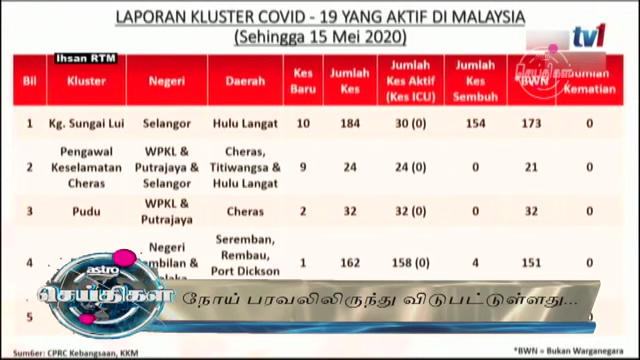 LAPORAN KLUSTER COVID - 19 YANG AKTIF DI MALAYSIA
(Sehingga 15 Mei 2020)
tv1
Ihsan RTM
Bil Kluster Negeri Daerah Kes Baru Jumlah Kes Jumlah Kes Aktif (Kes ICU) Jumlah Kes Sembuh *BWN Jumlah Kematian
செய்திகள்
1 Kg. Sungai Lui Selangor Hulu Langat 10 184 30 (0) 154 173 0
2 Pengawal Keselamatan Cheras WPKL & Putrajaya & Selangor Cheras, Titiwangsa & Hulu Langat 9 24 24 (0) 0 21 0
3 Pudu WPKL & Putrajaya Cheras 2 32 32 (0) 0 32 0
4 Negeri Seremban, Rembau, Port Dickson 1 162 158 (0) 4 151 0
astro
செய்திகள்
நோய் பரவலிலிருந்து விடுபட்டுள்ளது...
5
Sumber: CPRC Kebangsaan, KKM
*BWN = Bukan Warganegara